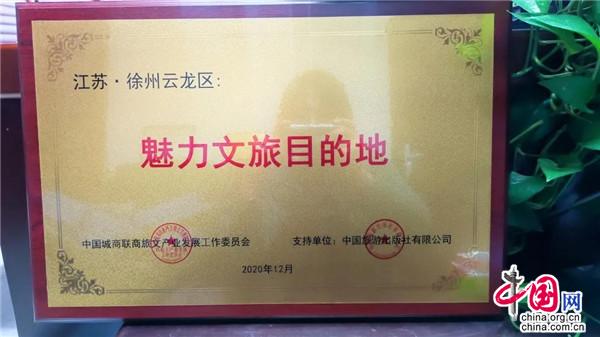 江苏·徐州云龙区:
魅力文旅目的地
中国城商联商旅文产业发展工作委员会 支持单位: 中国旅游出版社有限公司
2020年12月
中国网
china.org.cn
china.com.cn